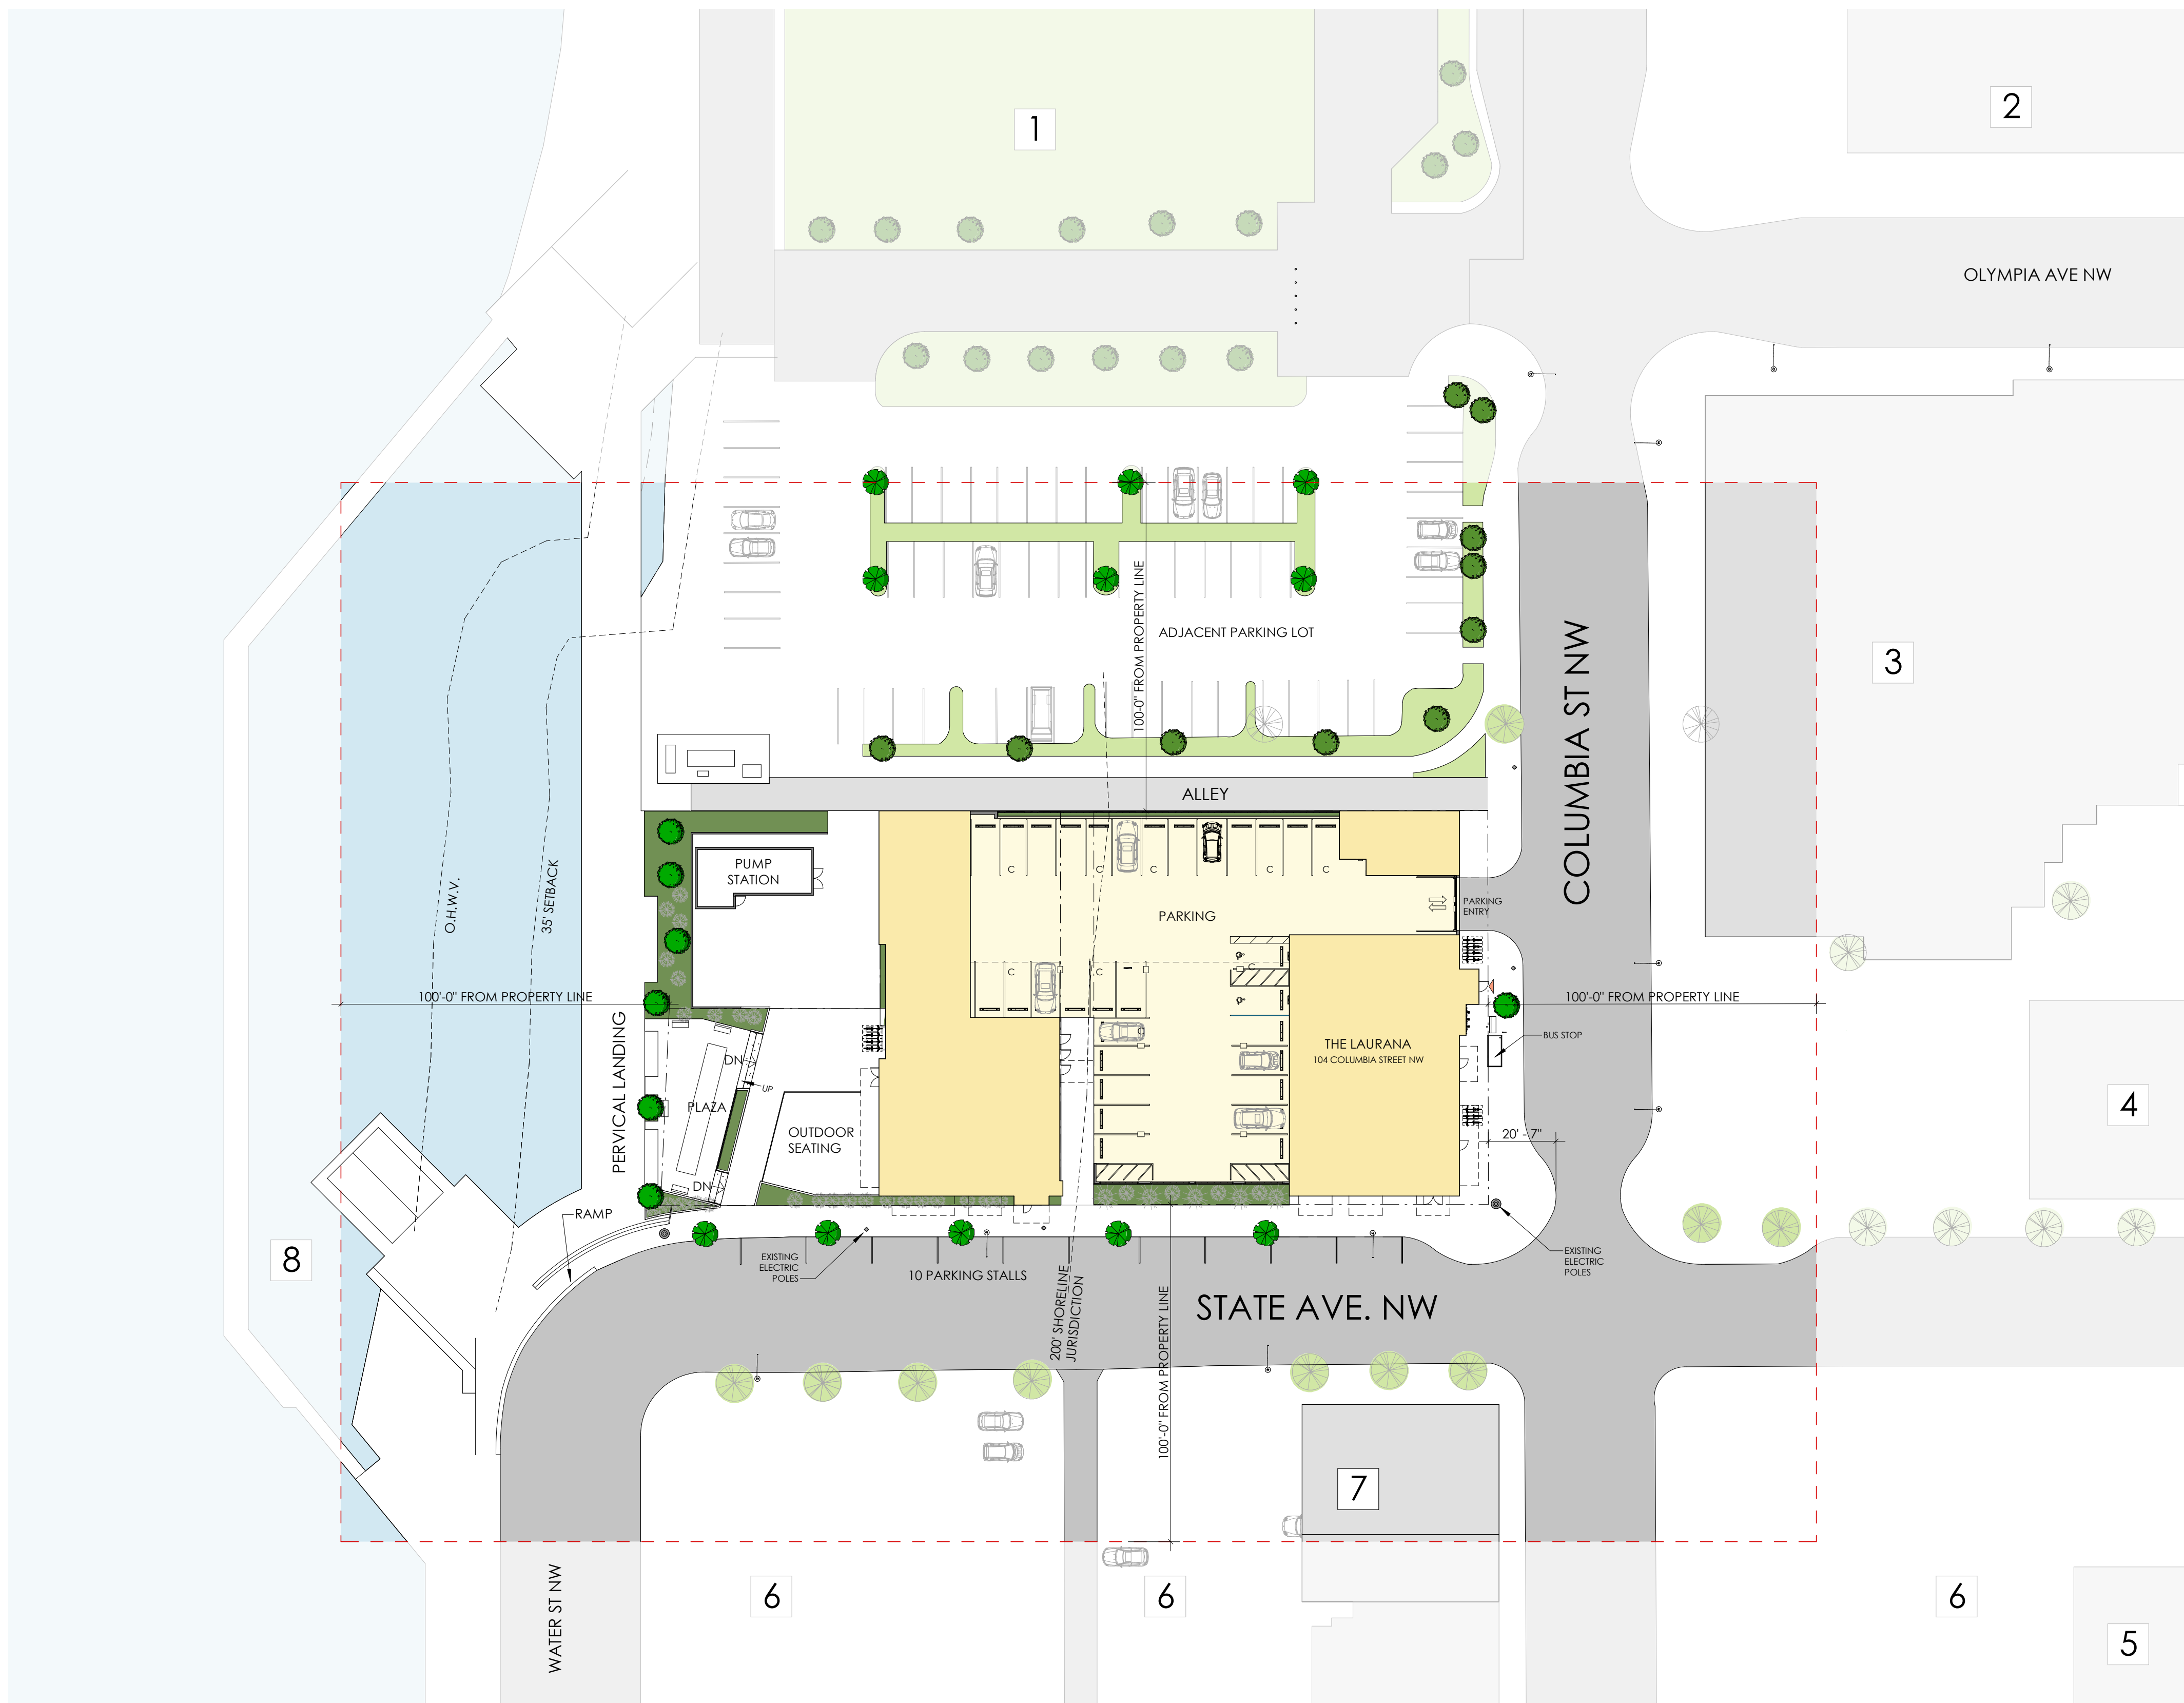 1
2
OLYMPIA AVE NW
100-0" FROM PROPERTY LINE
ADJACENT PARKING LOT
COLUMBIA ST NW
3
ALLEY
PUMP
STATION
O.H.W.V.
35' SETBACK
C
C
C
C
C
PARKING
PARKING
ENTRY
C
C
C
100'-0" FROM PROPERTY LINE
100'-0" FROM PROPERTY LINE
PERVICAL LANDING
DN
UP
PLAZA
OUTDOOR
SEATING
DN
THE LAURANA
104 COLUMBIA STREET NW
BUS STOP
4
20' - 7"
RAMP
8
EXISTING
ELECTRIC
POLES
10 PARKING STALLS
200' SHORELINE
JURISDICTION
100'-0" FROM PROPERTY LINE
STATE AVE. NW
EXISTING
ELECTRIC
POLES
7
WATER ST NW
6
6
6
5